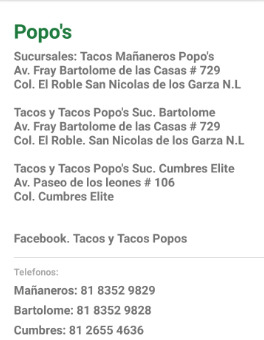 Popo's
Sucursales: Tacos Mañaneros Popo's
Av. Fray Bartolome de las Casas # 729
Col. El Roble San Nicolas de los Garza N.L
Tacos y Tacos Popo's Suc. Bartolome
Av. Fray Bartolome de las Casas # 729
Col. El Roble. San Nicolas de los Garza N.L
Tacos y Tacos Popo's Suc. Cumbres Elite
Av. Paseo de los leones # 106
Col. Cumbres Elite
Facebook. Tacos y Tacos Popos
Telefonos:
Mañaneros: 81 8352 9829
Bartolome: 81 8352 9828
Cumbres: 81 2655 4636